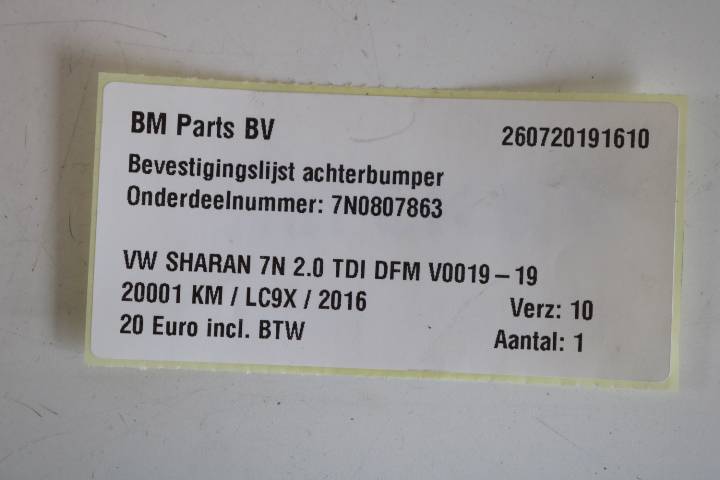 BM Parts BV 260720191610
Bevestigingslijst achterbumper
Onderdeelnummer: 7N0807863
VW SHARAN 7N 2.0 TDI DFM V0019-19
20001 KM / LC9X / 2016 Verz: 10
20 Euro incl. BTW Aantal: 1